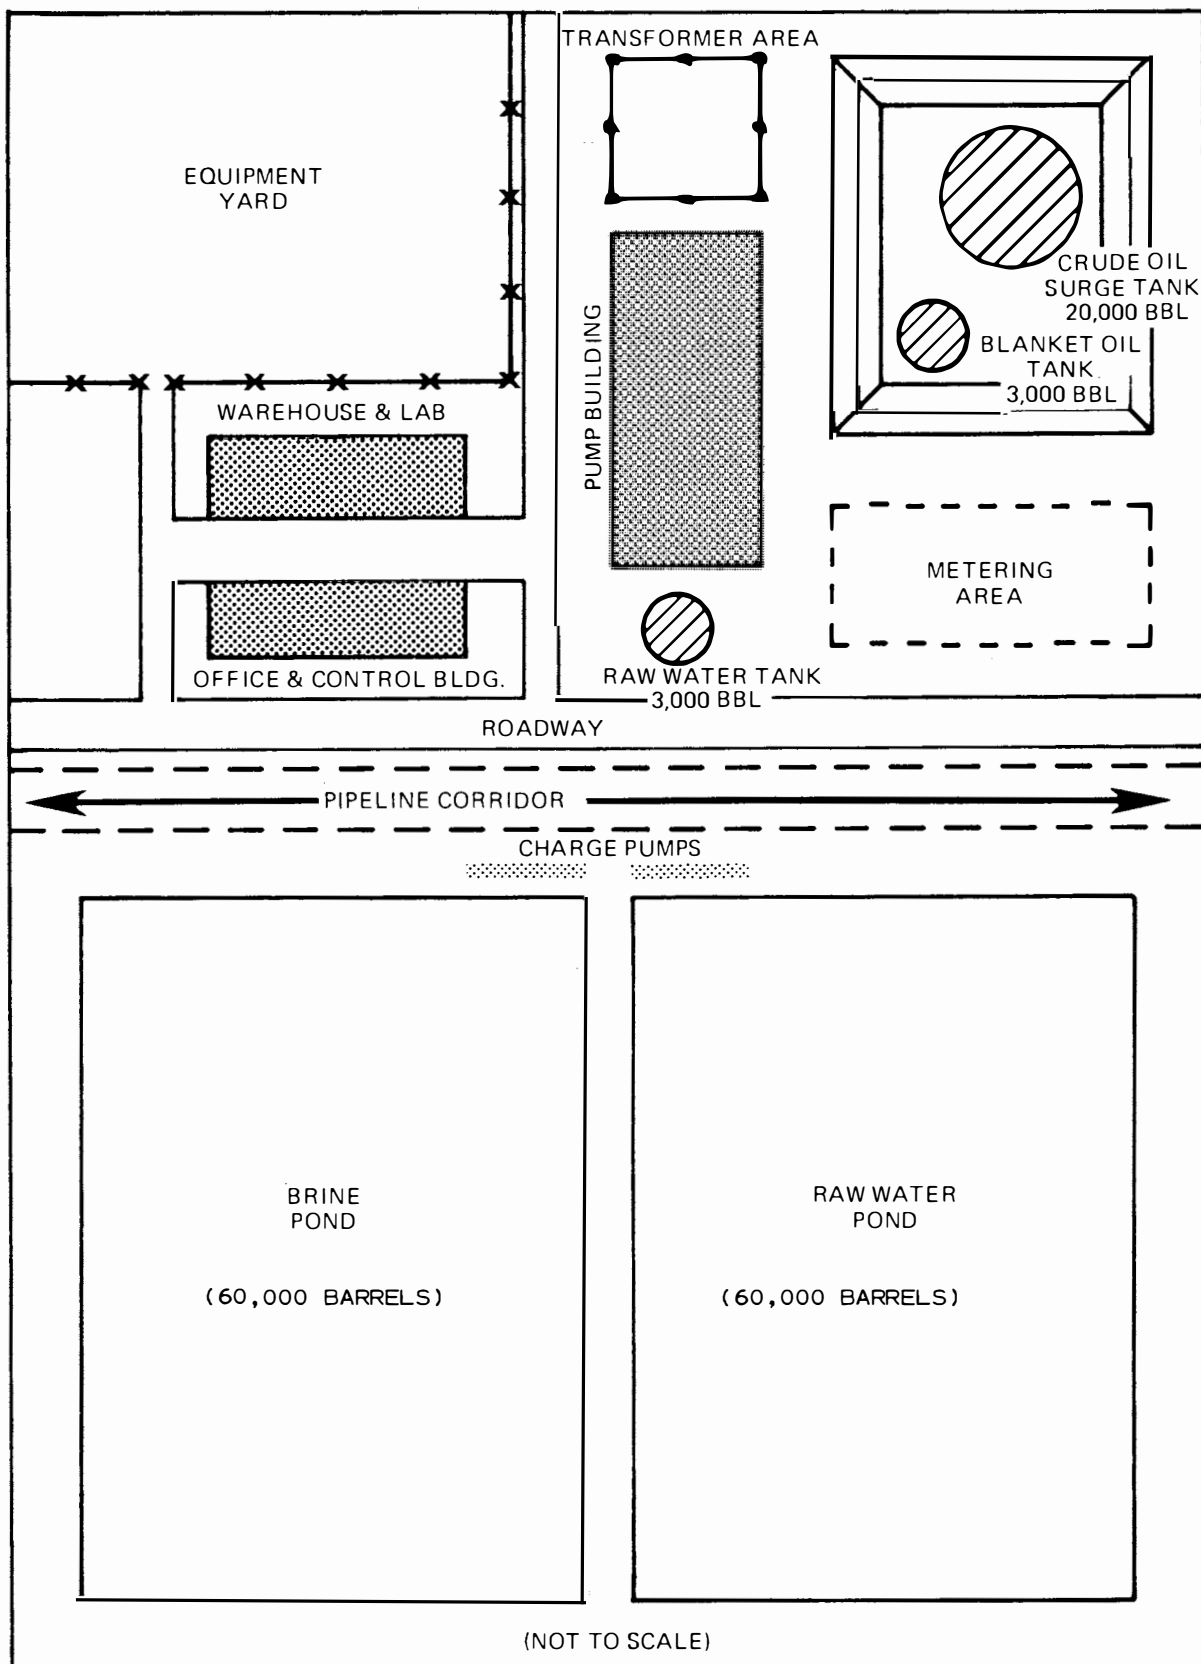 TRANSFORMER AREA
EQUIPMENT
YARD
CRUDE OIL
SURGE TANK
20,000 BBL
BLANKET OIL
TANK
3,000 BBL
PUMP BUILDING
WAREHOUSE & LAB
METERING
AREA
OFFICE & CONTROL BLDG.
RAW WATER TANK
3,000 BBL
ROADWAY
PIPELINE CORRIDOR
CHARGE PUMPS
BRINE
POND
(60,000 BARRELS)
RAW WATER
POND
(60,000 BARRELS)
(NOT TO SCALE)